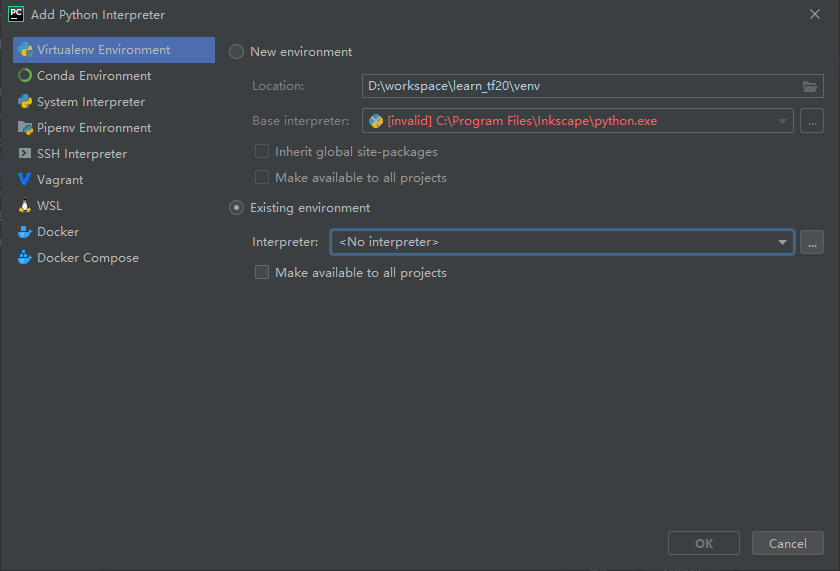 PC Add Python Interpreter
Virtualenv Environment
Conda Environment
System Interpreter
Pipenv Environment
SSH Interpreter
Vagrant
WSL
Docker
Docker Compose
New environment
Location: D:\workspace\learn_tf20\venv
Base interpreter: [invalid] C:\Program Files\Inkscape\python.exe ...
Inherit global site-packages
Make available to all projects
Existing environment
Interpreter: <No interpreter> ...
Make available to all projects
OK Cancel